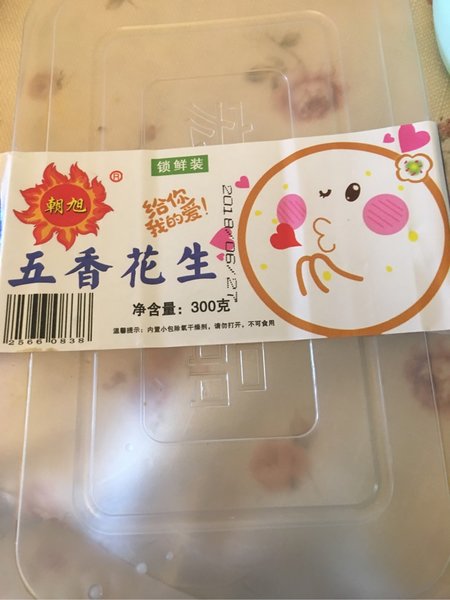 锁鲜装
朝旭
®
给你
我的爱!
2018/06/27
五香花生
净含量：300克
25660838
温馨提示：内置小包除氧干燥剂，请勿打开，不可食用